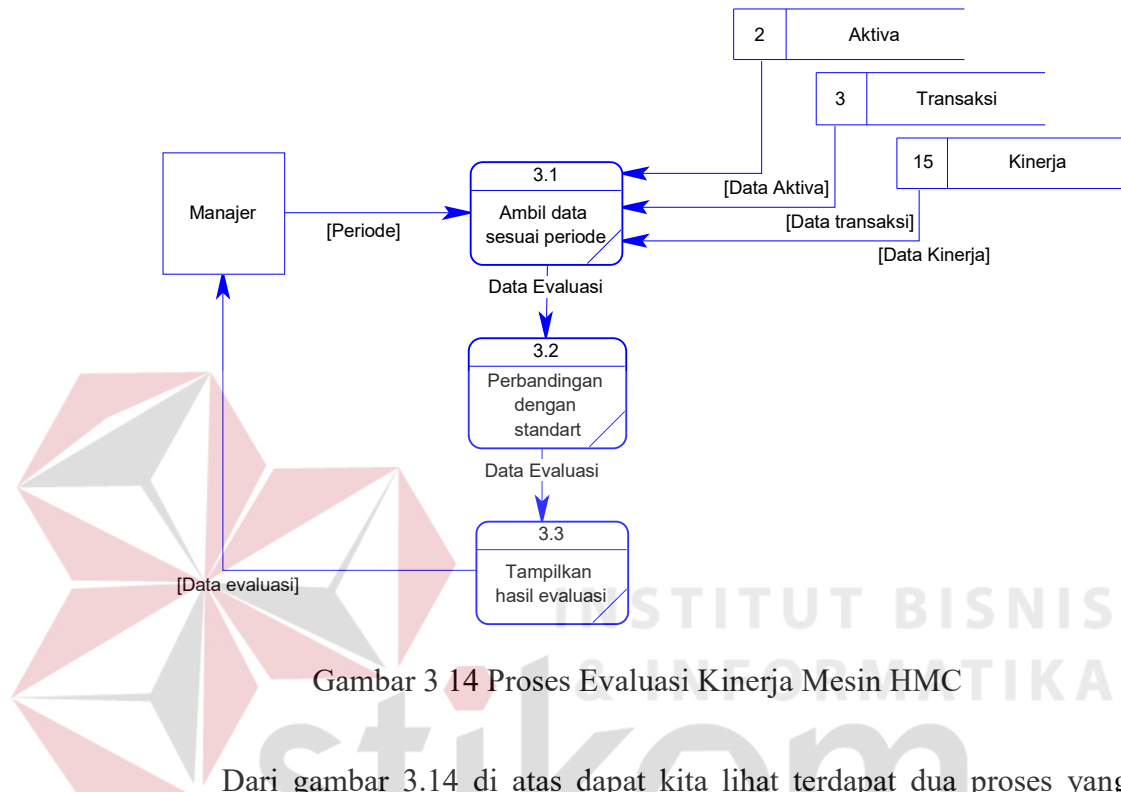 2 Aktiva
3 Transaksi
15 Kinerja
Manajer
[Periode]
3.1
Ambil data
sesuai periode
[Data Aktiva]
[Data transaksi]
[Data Kinerja]
Data Evaluasi
3.2
Perbandingan
dengan
standart
Data Evaluasi
3.3
Tampilkan
hasil evaluasi
[Data evaluasi]
INSTITUT BISNIS
& INFORMATIKA
stikom
Gambar 3 14 Proses Evaluasi Kinerja Mesin HMC
Dari gambar 3.14 di atas dapat kita lihat terdapat dua proses yang